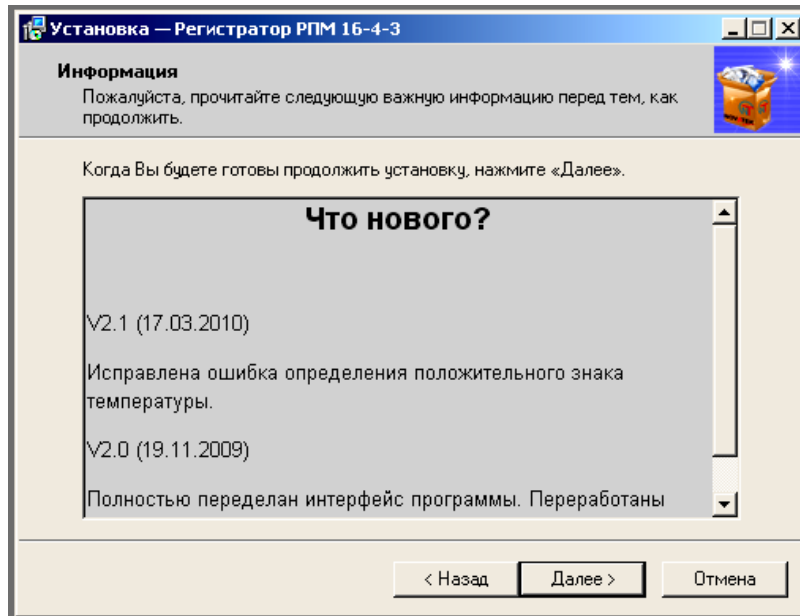 Установка — Регистратор РПМ 16-4-3
Информация
Пожалуйста, прочитайте следующую важную информацию перед тем, как
продолжить.
Когда Вы будете готовы продолжить установку, нажмите «Далее».
Что нового?
V2.1 (17.03.2010)
Исправлена ошибка определения положительного знака
температуры.
V2.0 (19.11.2009)
Полностью переделан интерфейс программы. Переработаны
< Назад
Далее >
Отмена